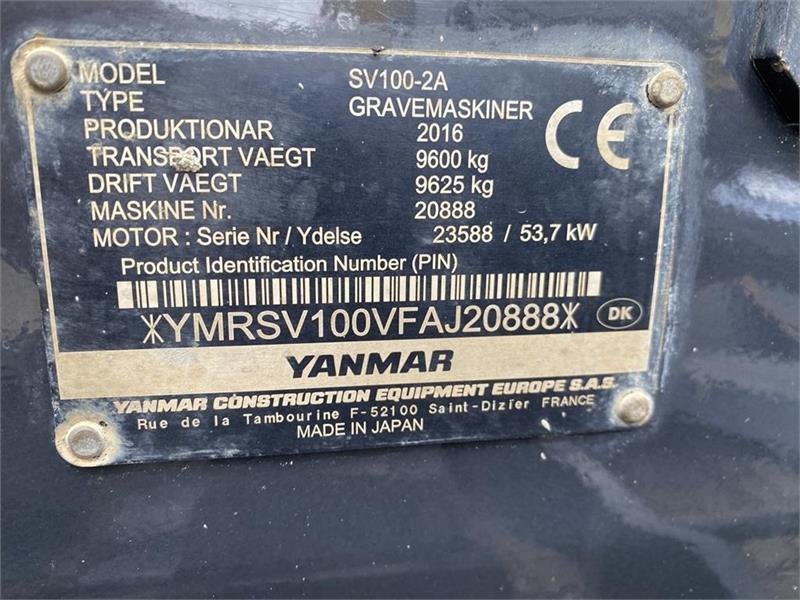 MODEL SV100-2A
TYPE GRAVEMASKINER
PRODUKTIONAR 2016
TRANSPORT VAEGT 9600 kg
DRIFT VAEGT 9625 kg
MASKINE Nr. 20888
MOTOR : Serie Nr / Ydelse 23588 / 53,7 kW
CE
Product Identification Number (PIN)
*YMRSV100VFAJ20888*
DK
YANMAR
YANMAR CONSTRUCTION EQUIPMENT EUROPE S.A.S.
Rue de la Tambourine F-52100 Saint-Dizier FRANCE
MADE IN JAPAN